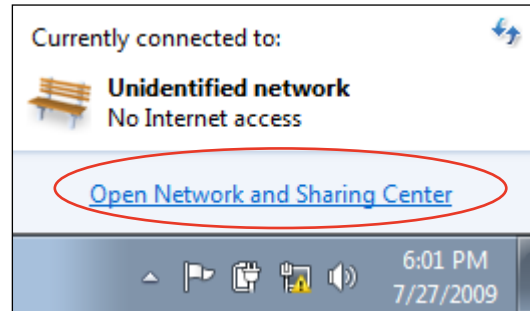 Currently connected to:
Unidentified network
No Internet access
Open Network and Sharing Center
6:01 PM
7/27/2009